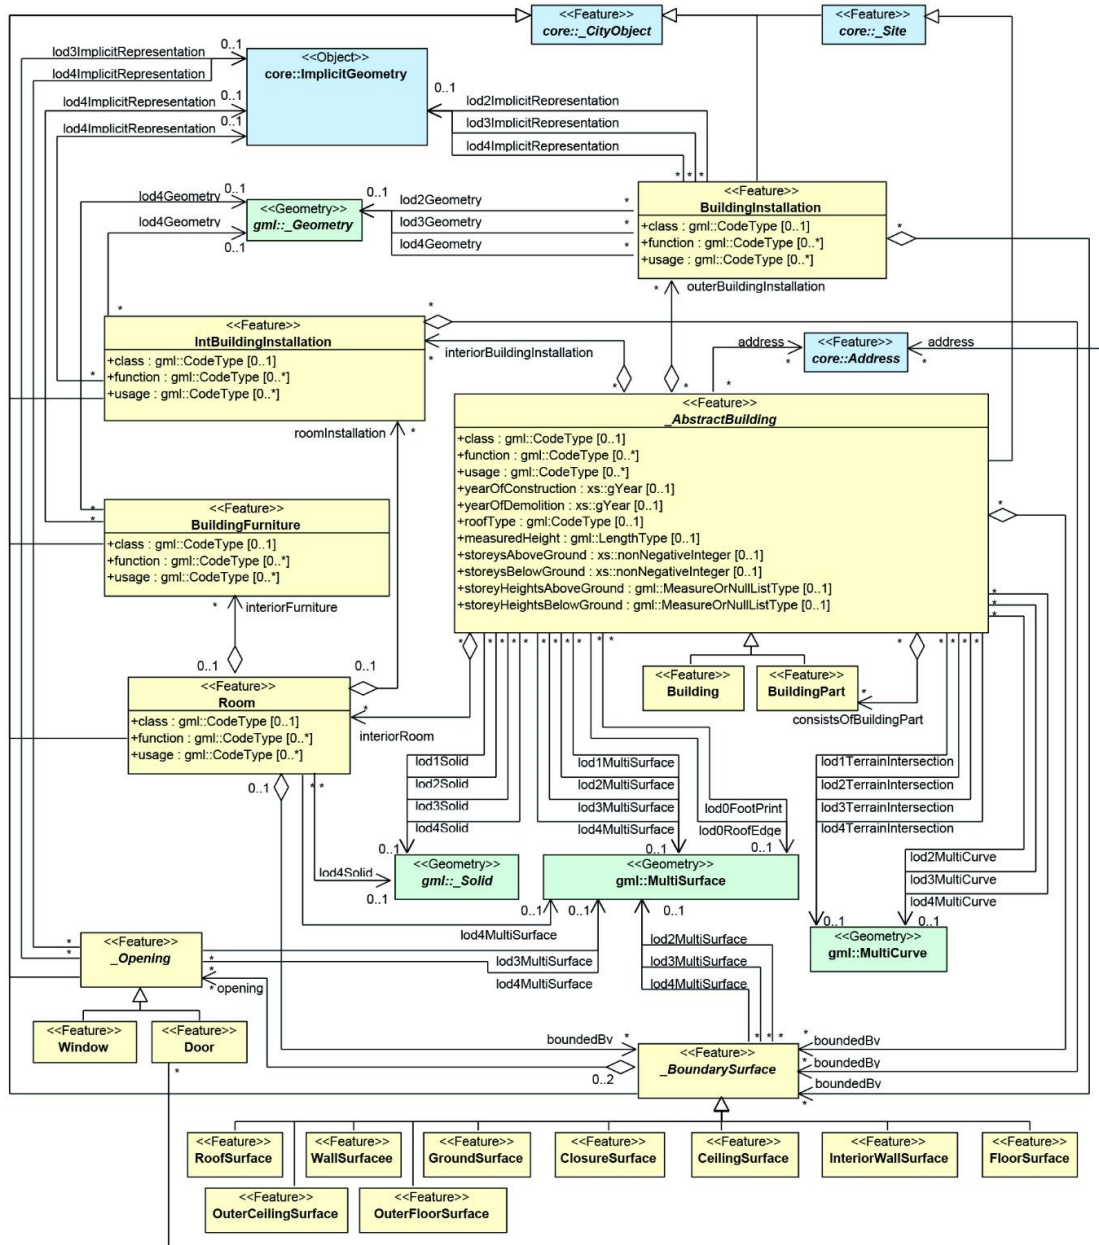 <<Feature>>
core::_CityObject
<<Feature>>
core::_Site
lod3ImplicitRepresentation
0..1
lod4ImplicitRepresentation
<<Object>>
core::ImplicitGeometry
lod4ImplicitRepresentation
0..1
lod4ImplicitRepresentation
0..1
0..1
lod2ImplicitRepresentation
lod3ImplicitRepresentation
lod4ImplicitRepresentation
* * *
lod4Geometry
0..1
lod4Geometry
0..1
<<Geometry>>
gml::_Geometry
0..1
lod2Geometry
*
lod3Geometry
*
lod4Geometry
*
<<Feature>>
BuildingInstallation
+class : gml::CodeType [0..1]
+function : gml::CodeType [0..*]
+usage : gml::CodeType [0..*]
*
* outerBuildingInstallation
*
<<Feature>>
IntBuildingInstallation
+class : gml::CodeType [0..1]
+function : gml::CodeType [0..*]
+usage : gml::CodeType [0..*]
*
*
*
interiorBuildingInstallation
*
*
address
*
*
<<Feature>>
core::Address
address
*
roomInstallation
*
<<Feature>>
_AbstractBuilding
+class : gml::CodeType [0..1]
+function : gml::CodeType [0..*]
+usage : gml::CodeType [0..*]
+yearOfConstruction : xs::gYear [0..1]
+yearOfDemolition : xs::gYear [0..1]
+roofType : gml:CodeType [0..1]
+measuredHeight : gml::LengthType [0..1]
+storeysAboveGround : xs::nonNegativeInteger [0..1]
+storeysBelowGround : xs::nonNegativeInteger [0..1]
+storeyHeightsAboveGround : gml::MeasureOrNullListType [0..1]
+storeyHeightsBelowGround : gml::MeasureOrNullListType [0..1]
*
*
*
*
*
*
<<Feature>>
BuildingFurniture
+class : gml::CodeType [0..1]
+function : gml::CodeType [0..*]
+usage : gml::CodeType [0..*]
* interiorFurniture
0..1
0..1
<<Feature>>
Room
+class : gml::CodeType [0..1]
+function : gml::CodeType [0..*]
+usage : gml::CodeType [0..*]
* * * * * * * * * * * * * * * *
*
interiorRoom
<<Feature>>
Building
<<Feature>>
BuildingPart
*
consistsOfBuildingPart
0..1
* *
lod1Solid
lod2Solid
lod3Solid
lod4Solid
0..1
lod1MultiSurface
lod2MultiSurface
lod3MultiSurface
lod4MultiSurface
0..1
lod0FootPrint
lod0RoofEdge
0..1
lod1TerrainIntersection
lod2TerrainIntersection
lod3TerrainIntersection
lod4TerrainIntersection
lod2MultiCurve
lod3MultiCurve
lod4MultiCurve
0..1
0..1
lod4Solid
0..1
<<Geometry>>
gml::_Solid
<<Geometry>>
gml::MultiSurface
0..1
0..1
0..1
<<Geometry>>
gml::MultiCurve
lod4MultiSurface
*
*
<<Feature>>
_Opening
*
lod3MultiSurface
*
lod4MultiSurface
* opening
lod2MultiSurface
lod3MultiSurface
lod4MultiSurface
* * *
<<Feature>>
Window
<<Feature>>
Door
*
boundedBy
*
0..2
<<Feature>>
_BoundarySurface
*
boundedBy
*
boundedBy
boundedBy
*
<<Feature>>
RoofSurface
<<Feature>>
WallSurfacee
<<Feature>>
GroundSurface
<<Feature>>
ClosureSurface
<<Feature>>
CeilingSurface
<<Feature>>
InteriorWallSurface
<<Feature>>
FloorSurface
<<Feature>>
OuterCeilingSurface
<<Feature>>
OuterFloorSurface